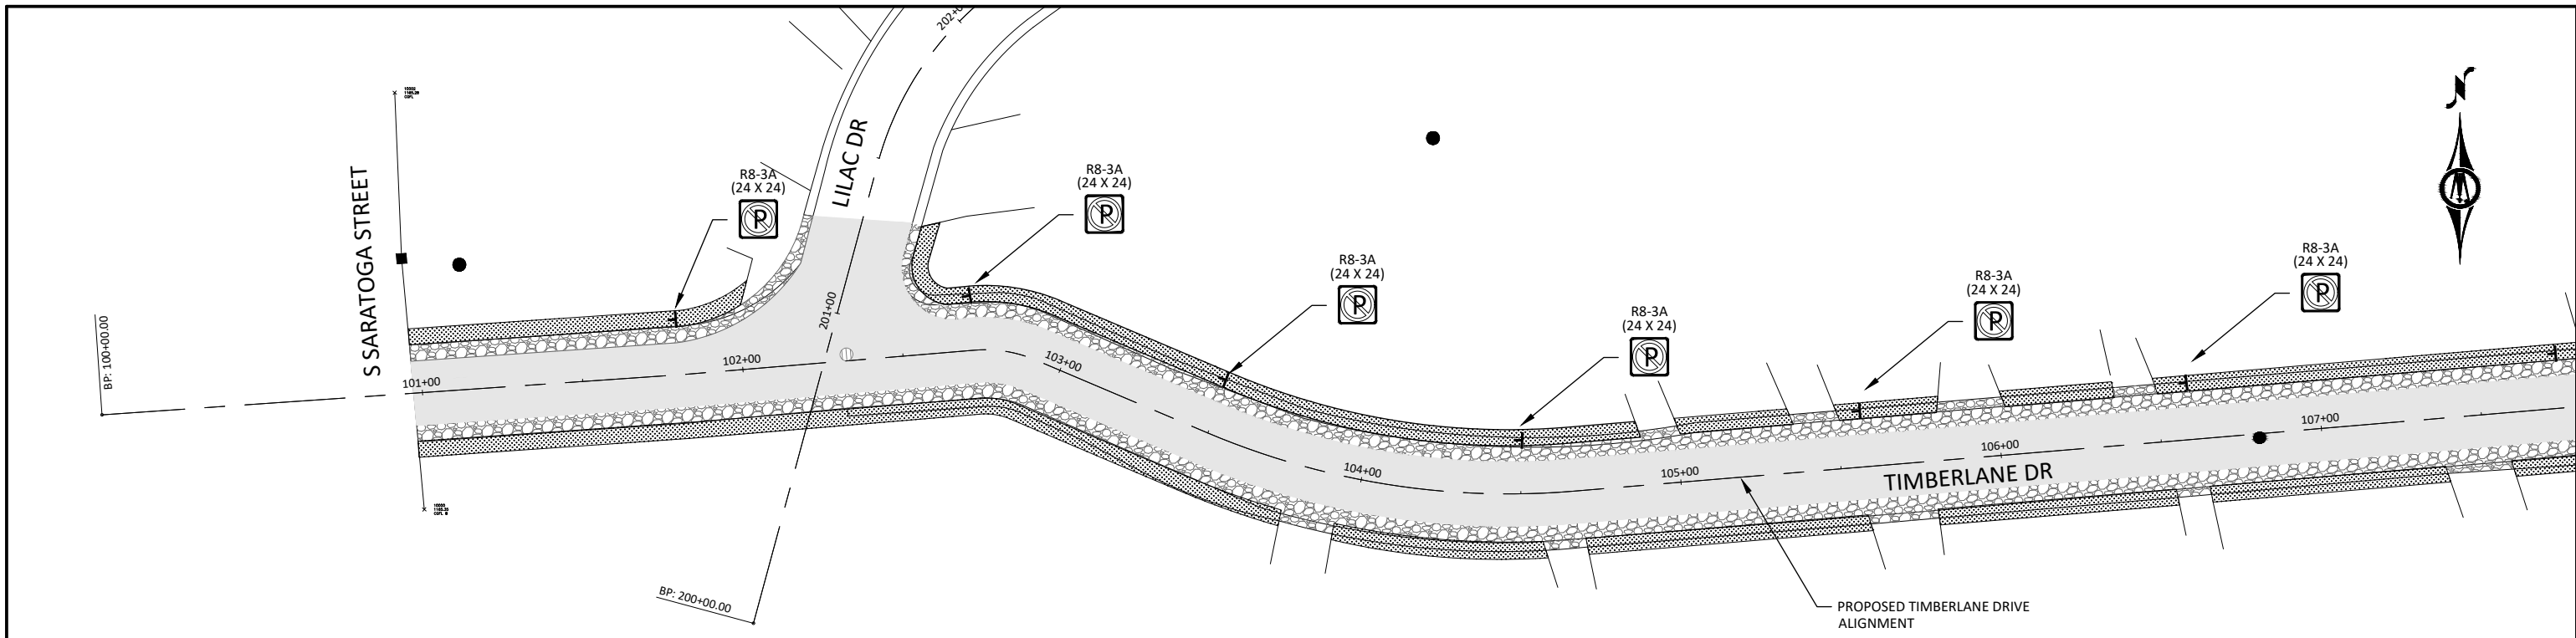 202+0
10002
LILAC DR
S SARATOGA STREET
R8-3A
(24 X 24)
P
R8-3A
(24 X 24)
P
R8-3A
(24 X 24)
P
R8-3A
(24 X 24)
P
R8-3A
(24 X 24)
P
R8-3A
(24 X 24)
P
N
BP: 100+00.00
101+00
102+00
201+00
103+00
104+00
105+00
106+00
107+00
TIMBERLANE DR
BP: 200+00.00
PROPOSED TIMBERLANE DRIVE
ALIGNMENT